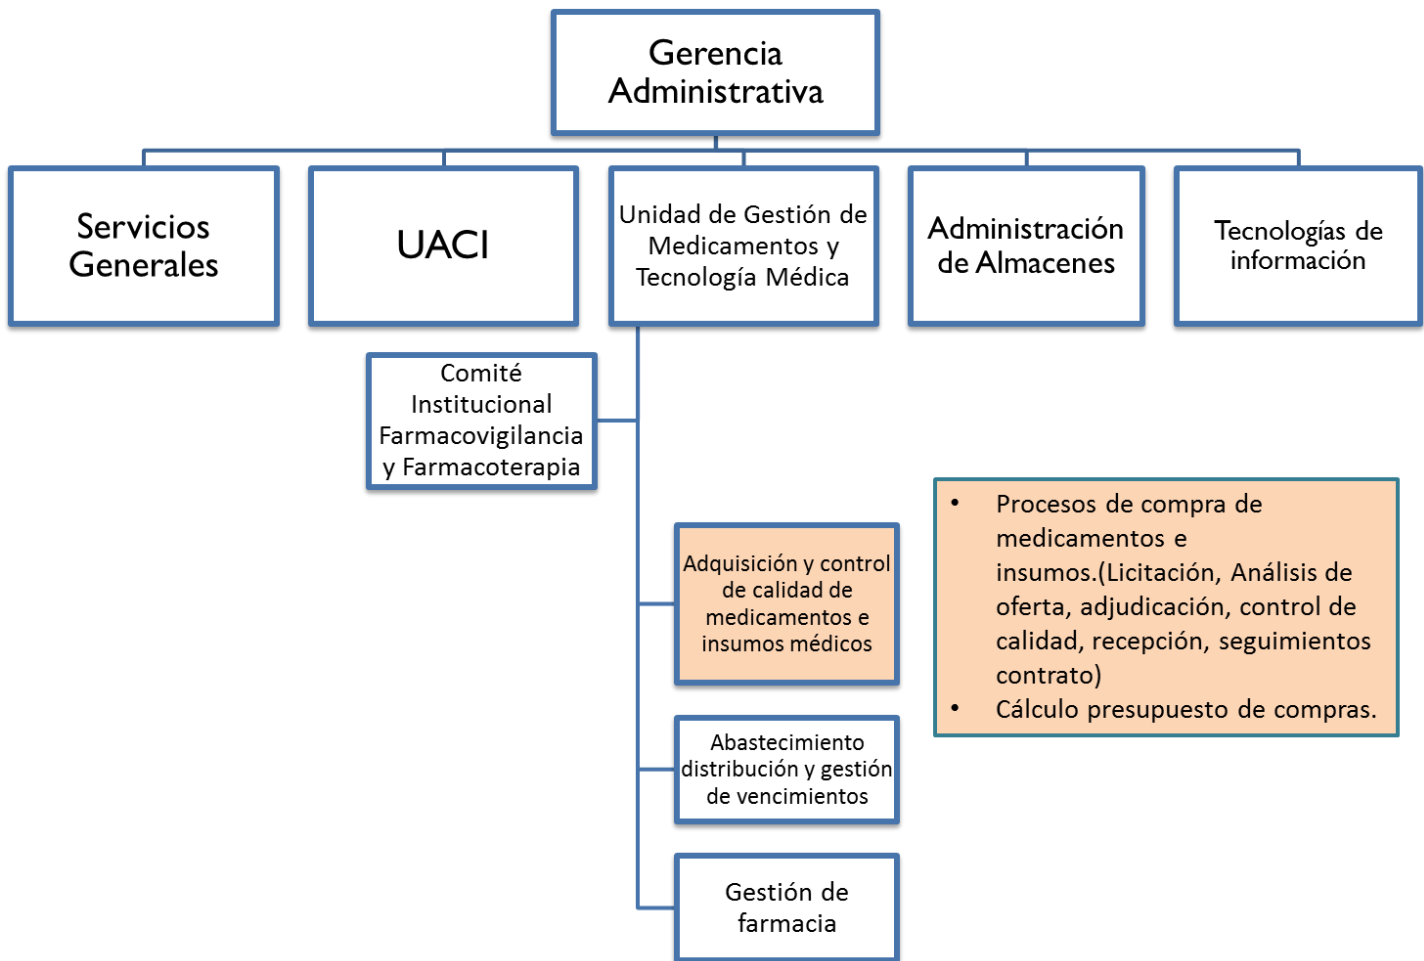 Gerencia
Administrativa
Servicios
Generales
UACI
Unidad de Gestión de
Medicamentos y
Tecnología Médica
Administración
de Almacenes
Tecnologías de
información
Comité
Institucional
Farmacovigilancia
y Farmacoterapia
Adquisición y control
de calidad de
medicamentos e
insumos médicos
• Procesos de compra de
medicamentos e
insumos.(Licitación, Análisis de
oferta, adjudicación, control de
calidad, recepción, seguimientos
contrato)
• Cálculo presupuesto de compras.
Abastecimiento
distribución y gestión
de vencimientos
Gestión de
farmacia